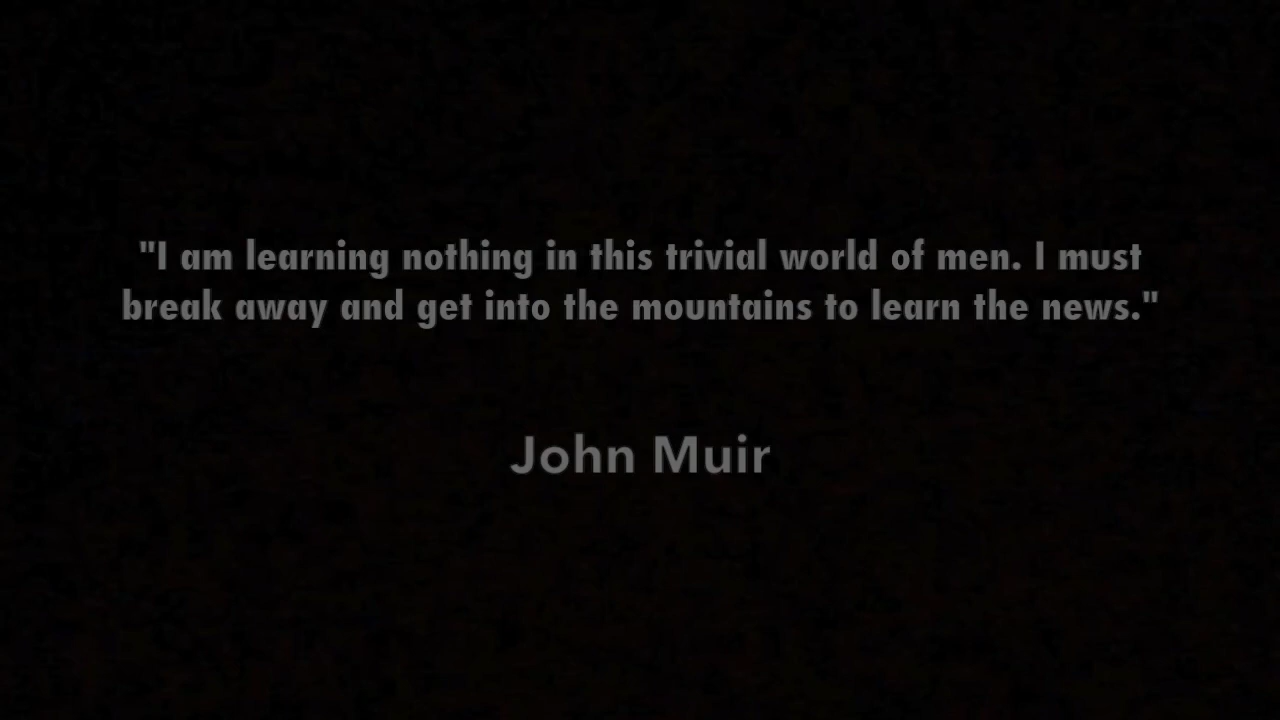 "I am learning nothing in this trivial world of men. I must
break away and get into the mountains to learn the news."
John Muir